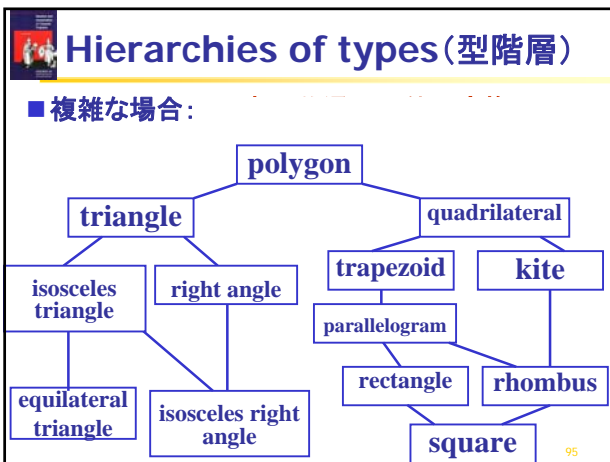 Hierarchies of types(型階層)
複雑な場合:
polygon
triangle
quadrilateral
isosceles
triangle
right angle
trapezoid
kite
parallelogram
rectangle
rhombus
equilateral
triangle
isosceles right
angle
square
95